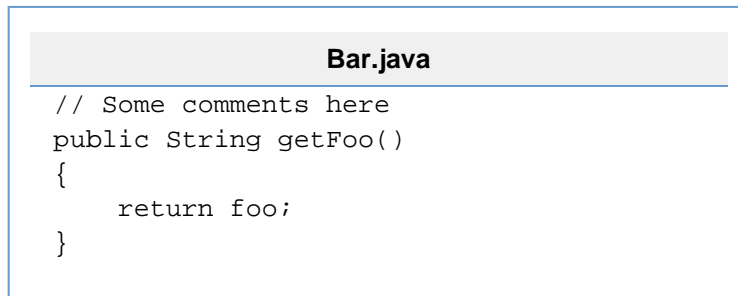 Bar.java
// Some comments here
public String getFoo()
{
    return foo;
}